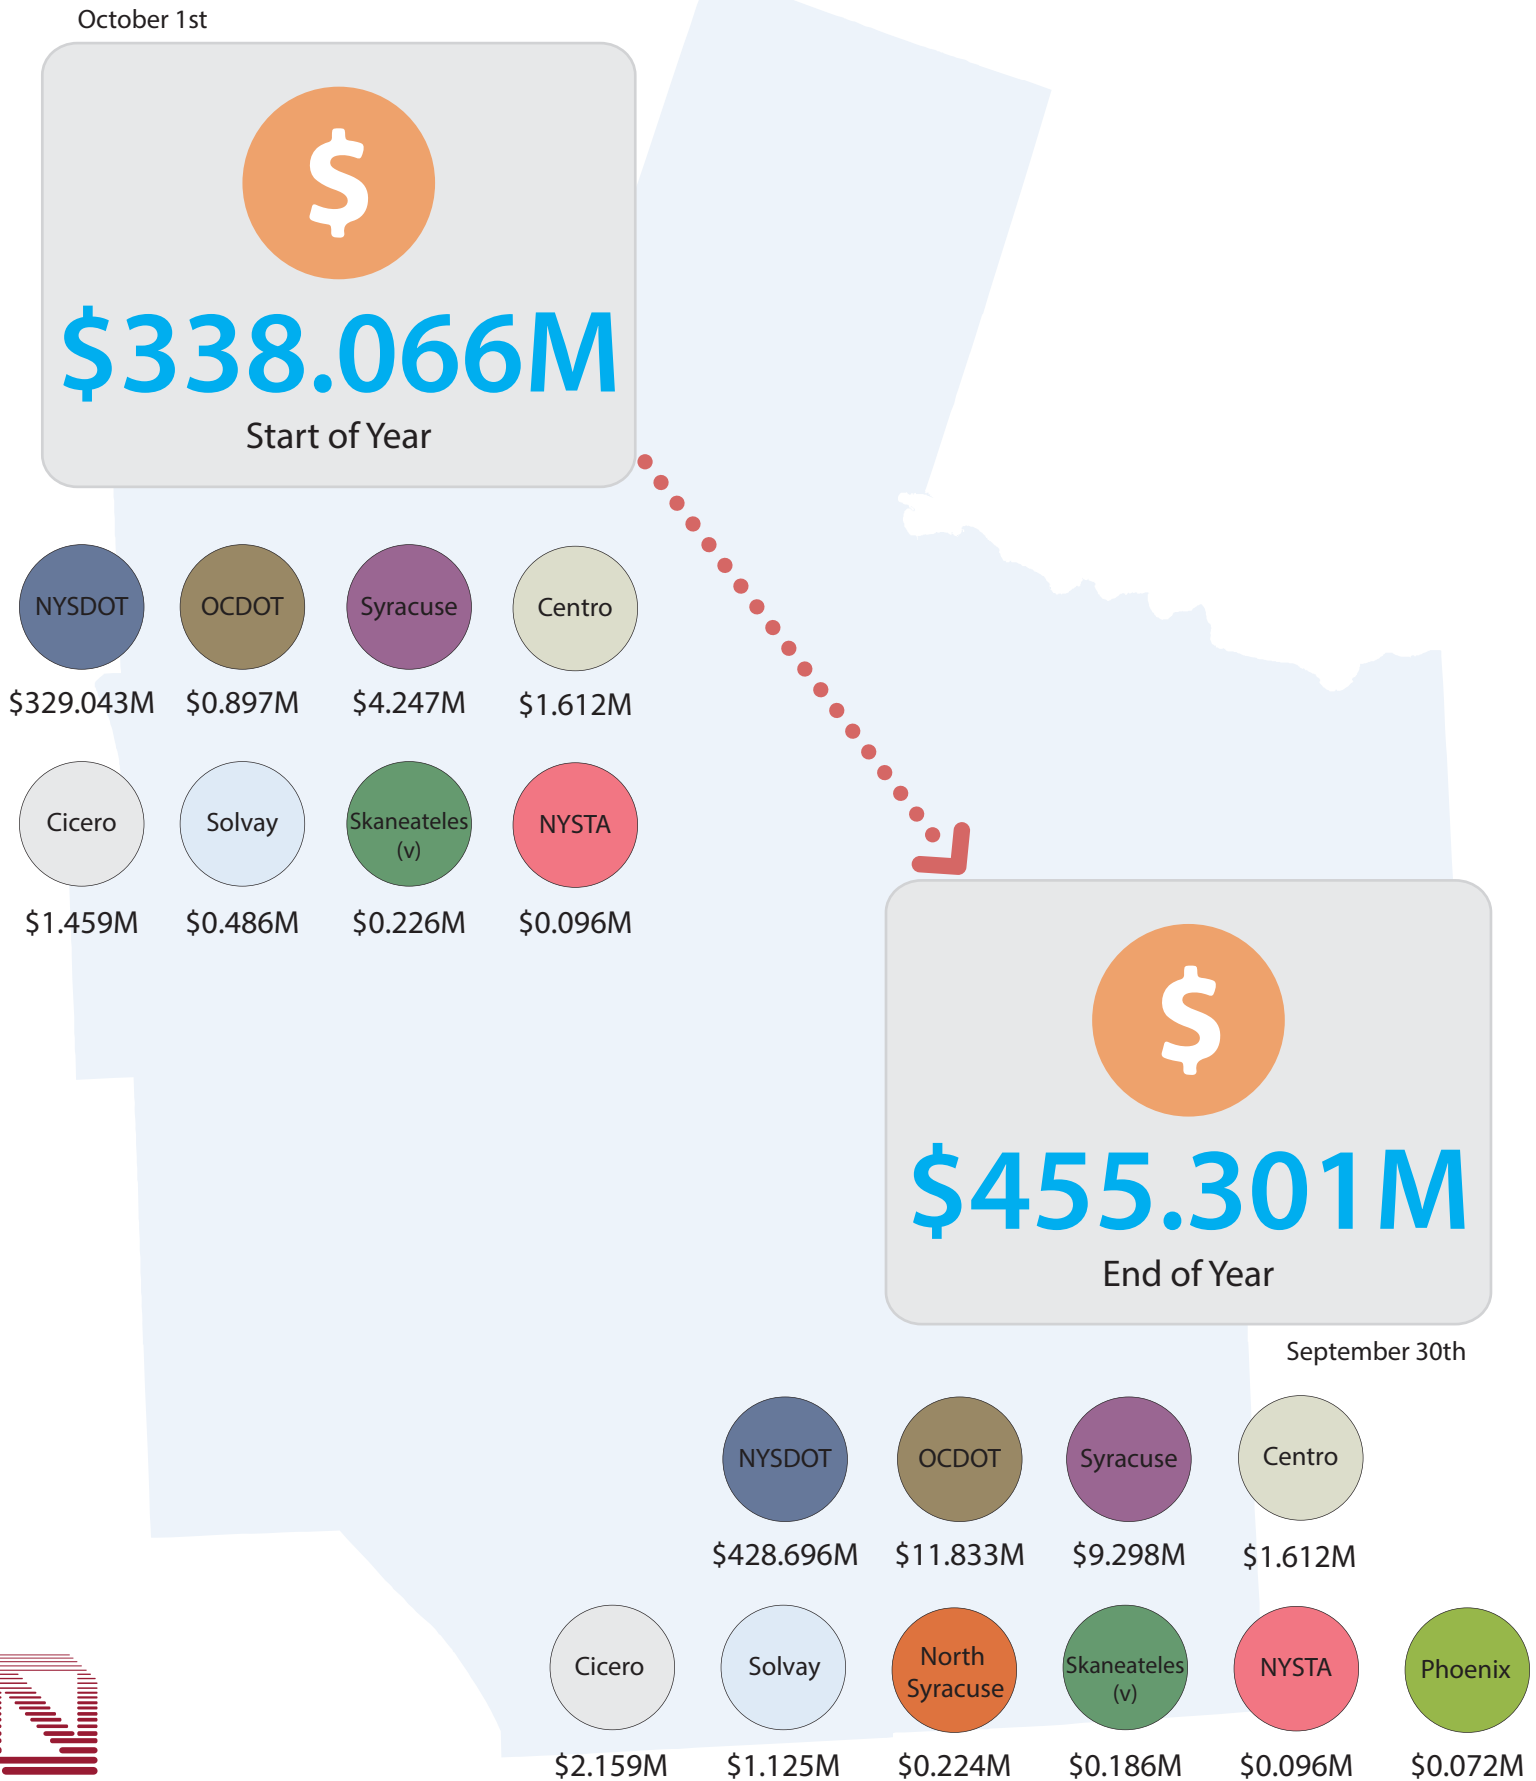 October 1st
$338.066M
Start of Year
NYSDOT OCDOT Syracuse Centro
$329.043M $0.897M $4.247M $1.612M
Cicero Solvay Skaneateles (v) NYSTA
$1.459M $0.486M $0.226M $0.096M
$455.301M
End of Year
September 30th
NYSDOT OCDOT Syracuse Centro
$428.696M $11.833M $9.298M $1.612M
Cicero Solvay North Syracuse Skaneateles (v) NYSTA Phoenix
$2.159M $1.125M $0.224M $0.186M $0.096M $0.072M